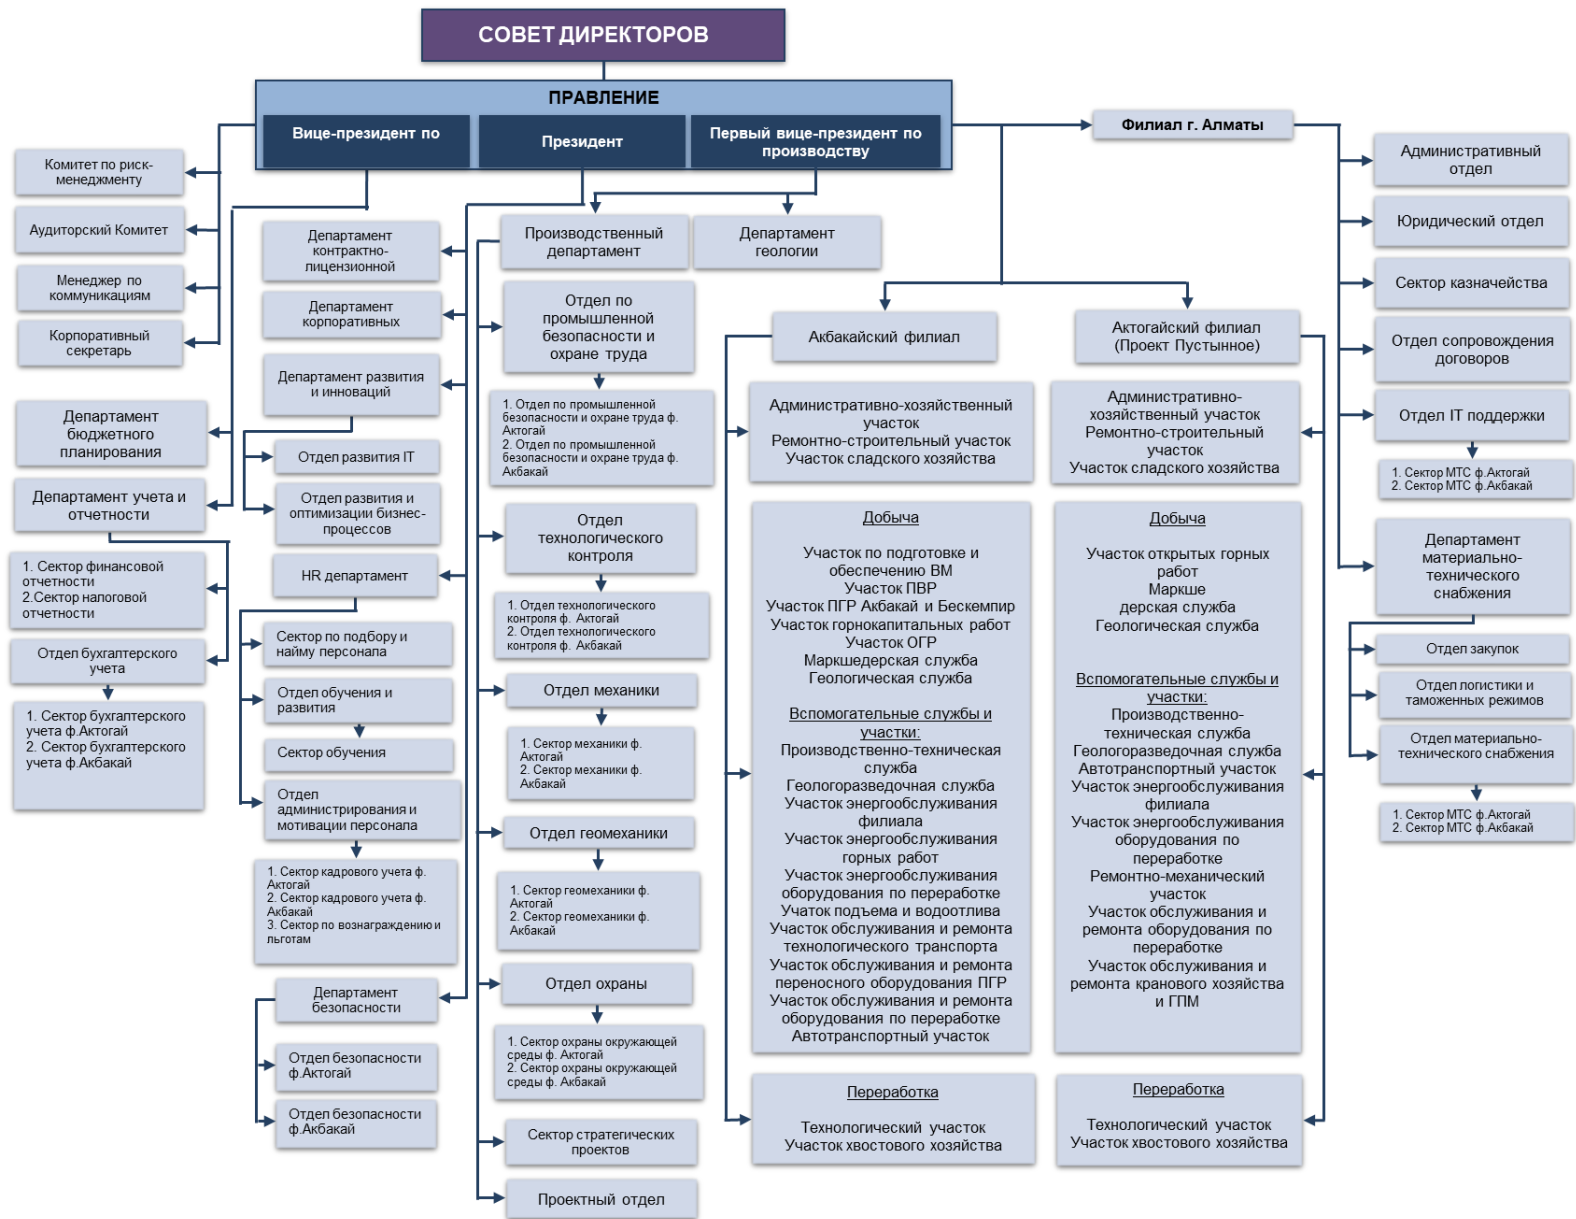 СОВЕТ ДИРЕКТОРОВ
ПРАВЛЕНИЕ
Вице-президент по
Президент
Первый вице-президент по
производству
Филиал г. Алматы
Комитет по риск-
менеджменту
Аудиторский Комитет
Менеджер по
коммуникациям
Корпоративный
секретарь
Департамент
бюджетного
планирования
Департамент учета и
отчетности
1. Сектор финансовой
отчетности
2.Сектор налоговой
отчетности
Отдел бухгалтерского
учета
1. Сектор бухгалтерского
учета ф.Актогай
2. Сектор бухгалтерского
учета ф.Акбакай
Департамент
контрактно-
лицензионной
Департамент
корпоративных
Департамент развития
и инноваций
Отдел развития IT
Отдел развития и
оптимизации бизнес-
процессов
HR департамент
Сектор по подбору и
найму персонала
Отдел обучения и
развития
Сектор обучения
Отдел
администрирования и
мотивации персонала
1. Сектор кадрового учета ф.
Актогай
2. Сектор кадрового учета ф.
Акбакай
3. Сектор по вознаграждению и
льготам
Департамент
безопасности
Отдел безопасности
ф.Актогай
Отдел безопасности
ф.Акбакай
Производственный
департамент
Департамент
геологии
Отдел по
промышленной
безопасности и
охране труда
1. Отдел по промышленной
безопасности и охране труда ф.
Актогай
2. Отдел по промышленной
безопасности и охране труда ф.
Акбакай
Отдел
технологического
контроля
1. Отдел технологического
контроля ф. Актогай
2. Отдел технологического
контроля ф. Акбакай
Отдел механики
1. Сектор механики ф.
Актогай
2. Сектор механики ф.
Акбакай
Отдел геомеханики
1. Сектор геомеханики ф.
Актогай
2. Сектор геомеханики ф.
Акбакай
Отдел охраны
1. Сектор охраны окружающей
среды ф. Актогай
2. Сектор охраны окружающей
среды ф. Акбакай
Сектор стратегических
проектов
Проектный отдел
Акбакайский филиал
Административно-хозяйственный
участок
Ремонтно-строительный участок
Участок сладского хозяйства
Добыча
Участок по подготовке и
обеспечению ВМ
Участок ПВР
Участок ПГР Акбакай и Бескемпир
Участок горнокапитальных работ
Участок ОГР
Маркшедерская служба
Геологическая служба
Вспомогательные службы и
участки:
Производственно-техническая
служба
Геологоразведочная служба
Участок энергообслуживания
филиала
Участок энергообслуживания
горных работ
Участок энергообслуживания
оборудования по переработке
Учаток подъема и водоотлива
Участок обслуживания и ремонта
технологического транспорта
Участок обслуживания и ремонта
переносного оборудования ПГР
Участок обслуживания и ремонта
оборудования по переработке
Автотранспортный участок
Переработка
Технологический участок
Участок хвостового хозяйства
Актогайский филиал
(Проект Пустынное)
Административно-
хозяйственный участок
Ремонтно-строительный
участок
Участок сладского хозяйства
Добыча
Участок открытых горных
работ
Маркше
дерская служба
Геологическая служба
Вспомогательные службы и
участки:
Производственно-
техническая служба
Геологоразведочная служба
Автотранспортный участок
Участок энергообслуживания
филиала
Участок энергообслуживания
оборудования по
переработке
Ремонтно-механический
участок
Участок обслуживания и
ремонта оборудования по
переработке
Участок обслуживания и
ремонта кранового хозяйства
и ГПМ
Переработка
Технологический участок
Участок хвостового хозяйства
Административный
отдел
Юридический отдел
Сектор казначейства
Отдел сопровождения
договоров
Отдел IT поддержки
1. Сектор МТС ф.Актогай
2. Сектор МТС ф.Акбакай
Департамент
материально-
технического
снабжения
Отдел закупок
Отдел логистики и
таможенных режимов
Отдел материально-
технического снабжения
1. Сектор МТС ф.Актогай
2. Сектор МТС ф.Акбакай